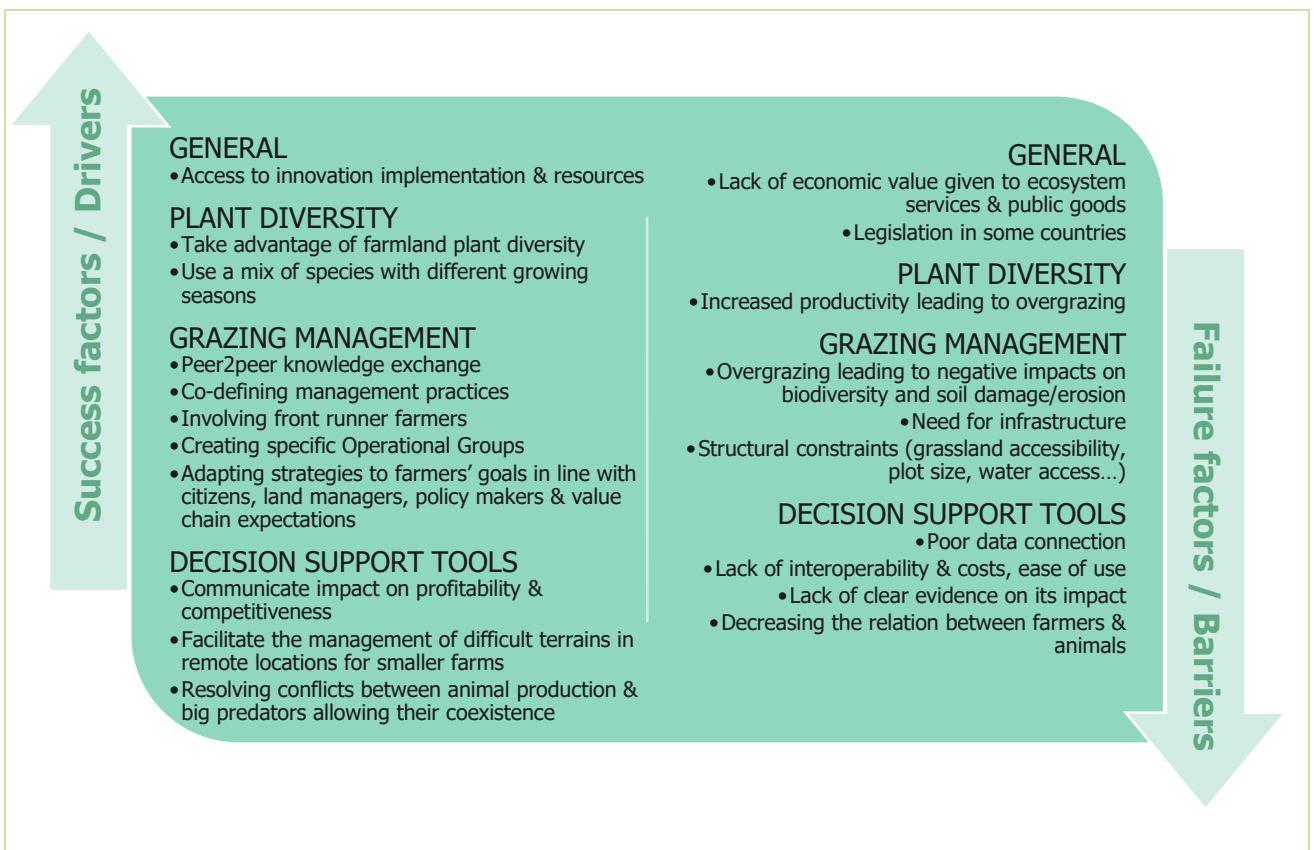 Success factors / Drivers
GENERAL
•Access to innovation implementation & resources
PLANT DIVERSITY
•Take advantage of farmland plant diversity
•Use a mix of species with different growing
seasons
GRAZING MANAGEMENT
•Peer2peer knowledge exchange
•Co-defining management practices
•Involving front runner farmers
•Creating specific Operational Groups
•Adapting strategies to farmers' goals in line with
citizens, land managers, policy makers & value
chain expectations
DECISION SUPPORT TOOLS
•Communicate impact on profitability &
competitiveness
•Facilitate the management of difficult terrains in
remote locations for smaller farms
•Resolving conflicts between animal production &
big predators allowing their coexistence
GENERAL
•Lack of economic value given to ecosystem
services & public goods
•Legislation in some countries
PLANT DIVERSITY
•Increased productivity leading to overgrazing
GRAZING MANAGEMENT
•Overgrazing leading to negative impacts on
biodiversity and soil damage/erosion
•Need for infrastructure
•Structural constraints (grassland accessibility,
plot size, water access…)
DECISION SUPPORT TOOLS
•Poor data connection
•Lack of interoperability & costs, ease of use
•Lack of clear evidence on its impact
•Decreasing the relation between farmers &
animals
Failure factors / Barriers